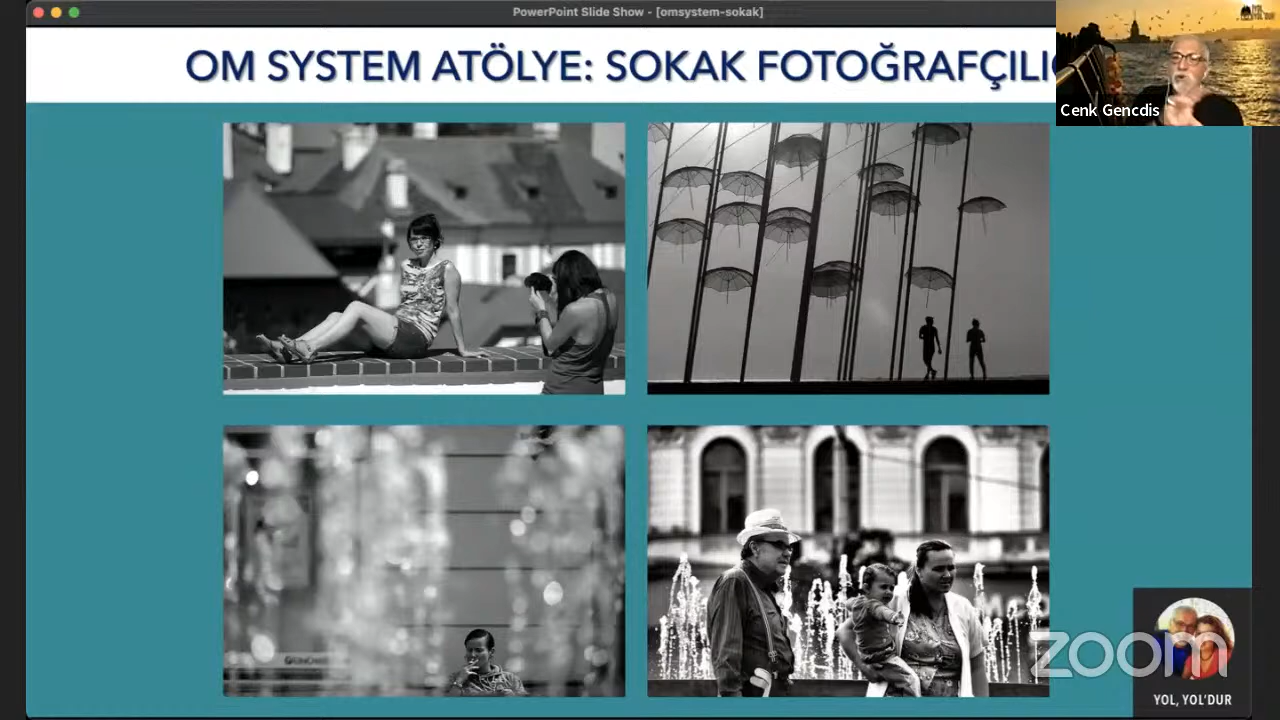 PowerPoint Slide Show - [omsystem-sokak]
OM SYSTEM ATÖLYE: SOKAK FOTOĞRAFÇILI
Cenk Gencdis
zoom
YOL, YOL'DUR